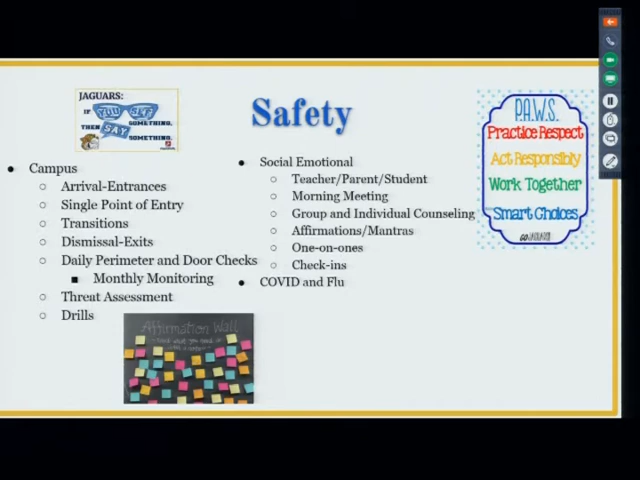 JAGUARS:
IF YOU SEE
SOMETHING,
THEN SAY
SOMETHING.
Safety
● Campus
○ Arrival-Entrances
○ Single Point of Entry
○ Transitions
○ Dismissal-Exits
○ Daily Perimeter and Door Checks
■ Monthly Monitoring
○ Threat Assessment
○ Drills
● Social Emotional
○ Teacher/Parent/Student
○ Morning Meeting
○ Group and Individual Counseling
○ Affirmations/Mantras
○ One-on-ones
○ Check-ins
● COVID and Flu
P.A.W.S.
Practice Respect
Act Responsibly
Work Together
Smart Choices
GO JAGUARS!
Affirmation Wall